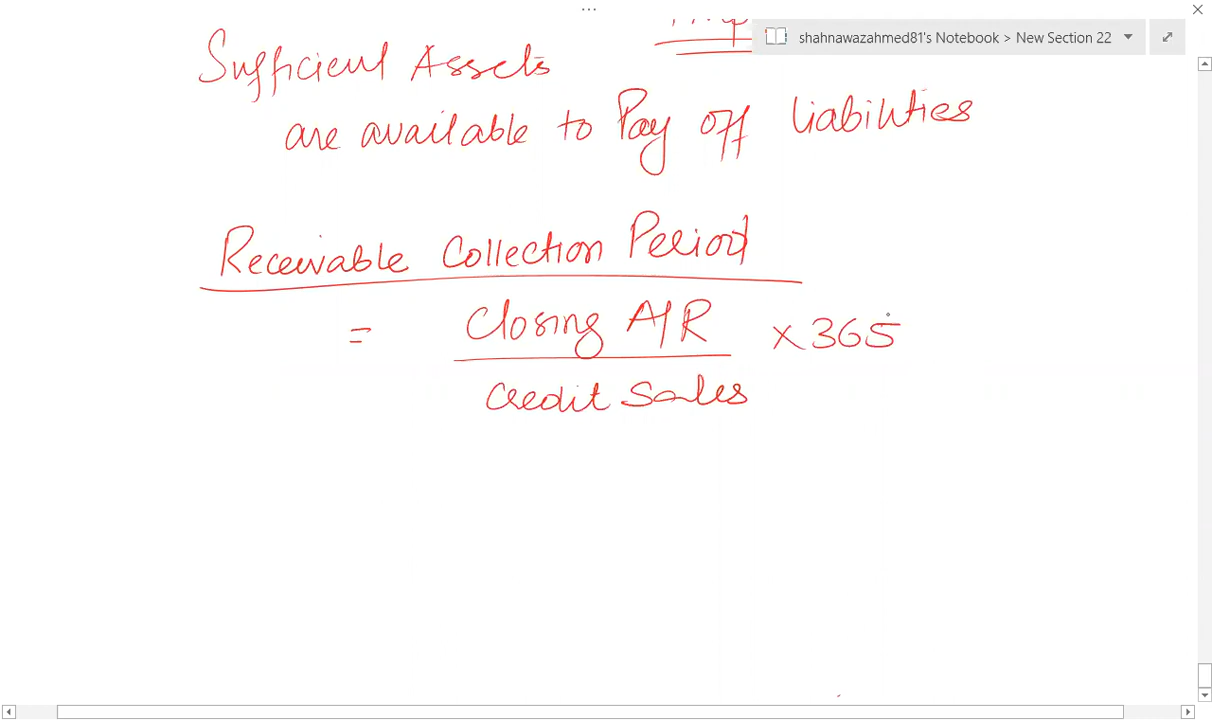 shahnawazahmed81's Notebook > New Section 22
Sufficient Assets
are available to Pay off liabilities
Receivable Collection Period
= Closing A/R × 365
Credit Sales